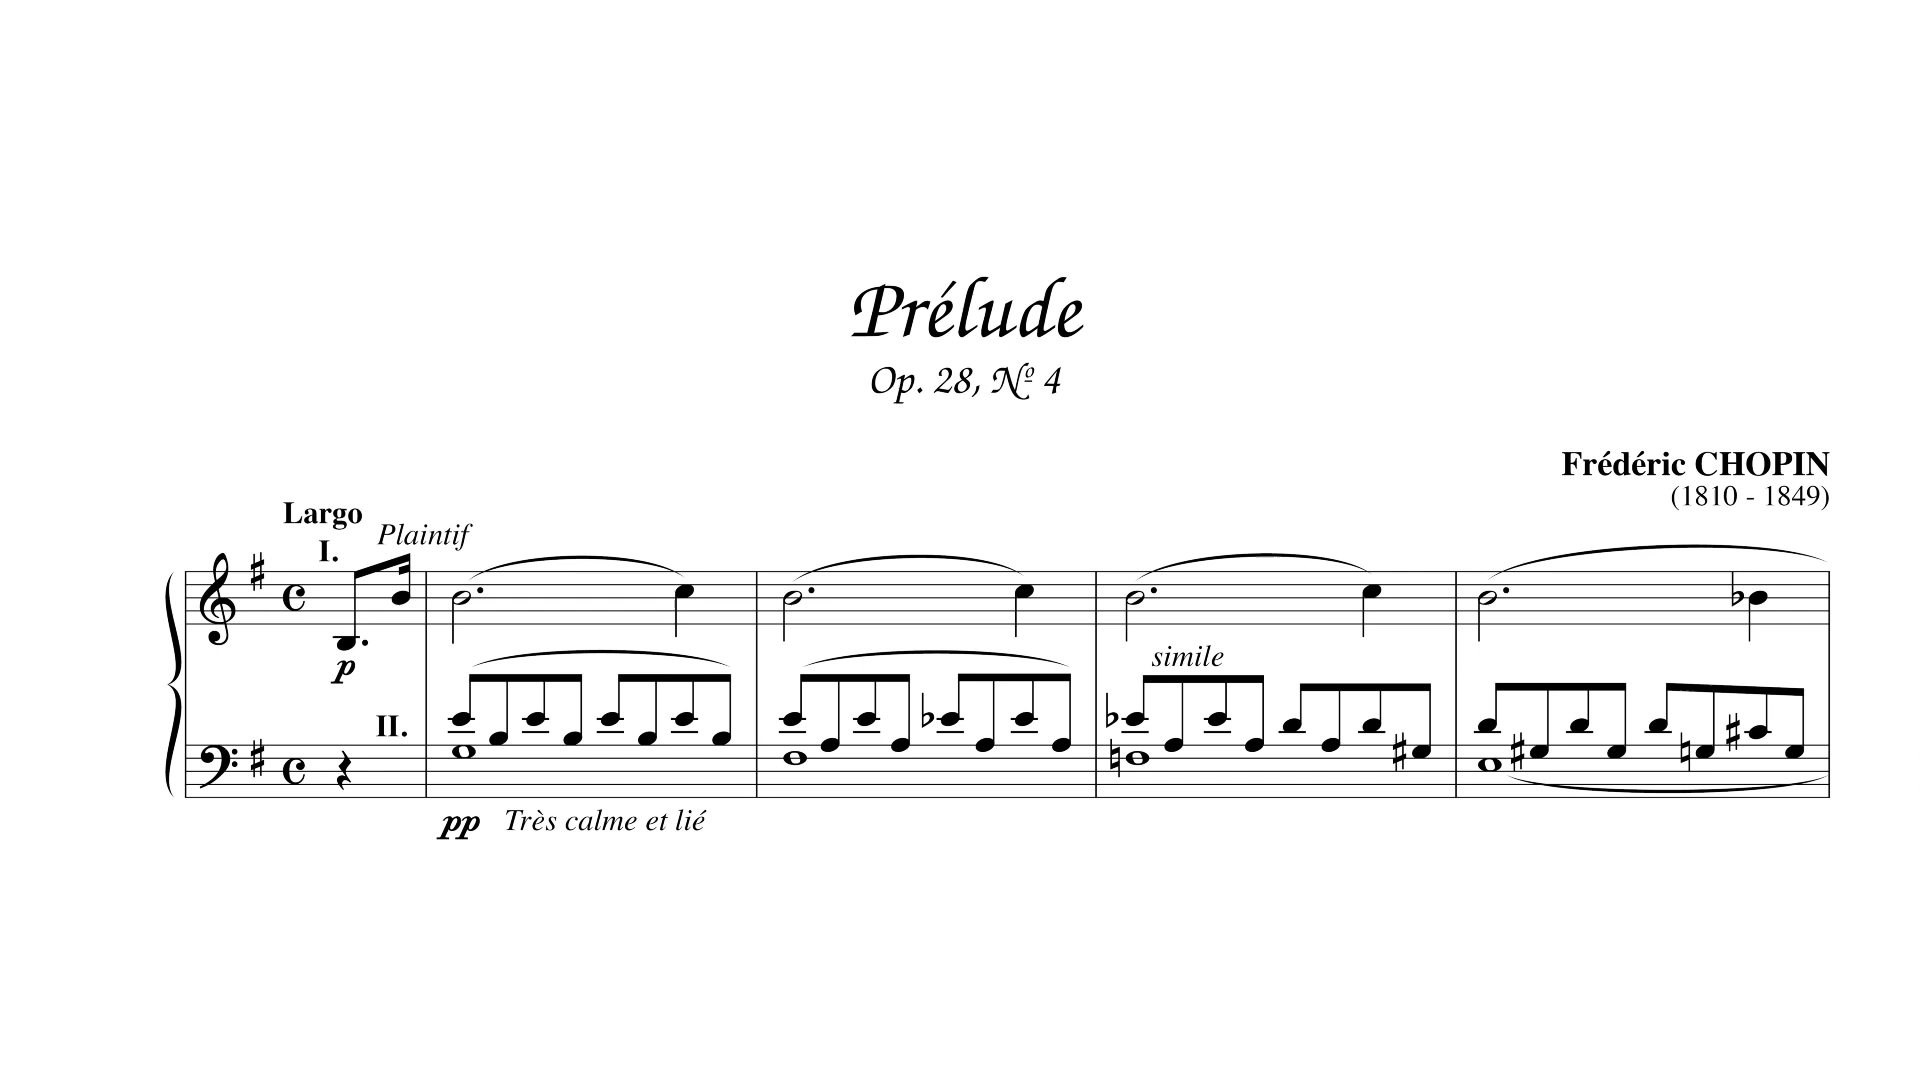 Prélude
Op. 28, Nº 4
Frédéric CHOPIN
(1810 - 1849)
Largo
Plaintif
I.
p
simile
II.
pp Très calme et lié